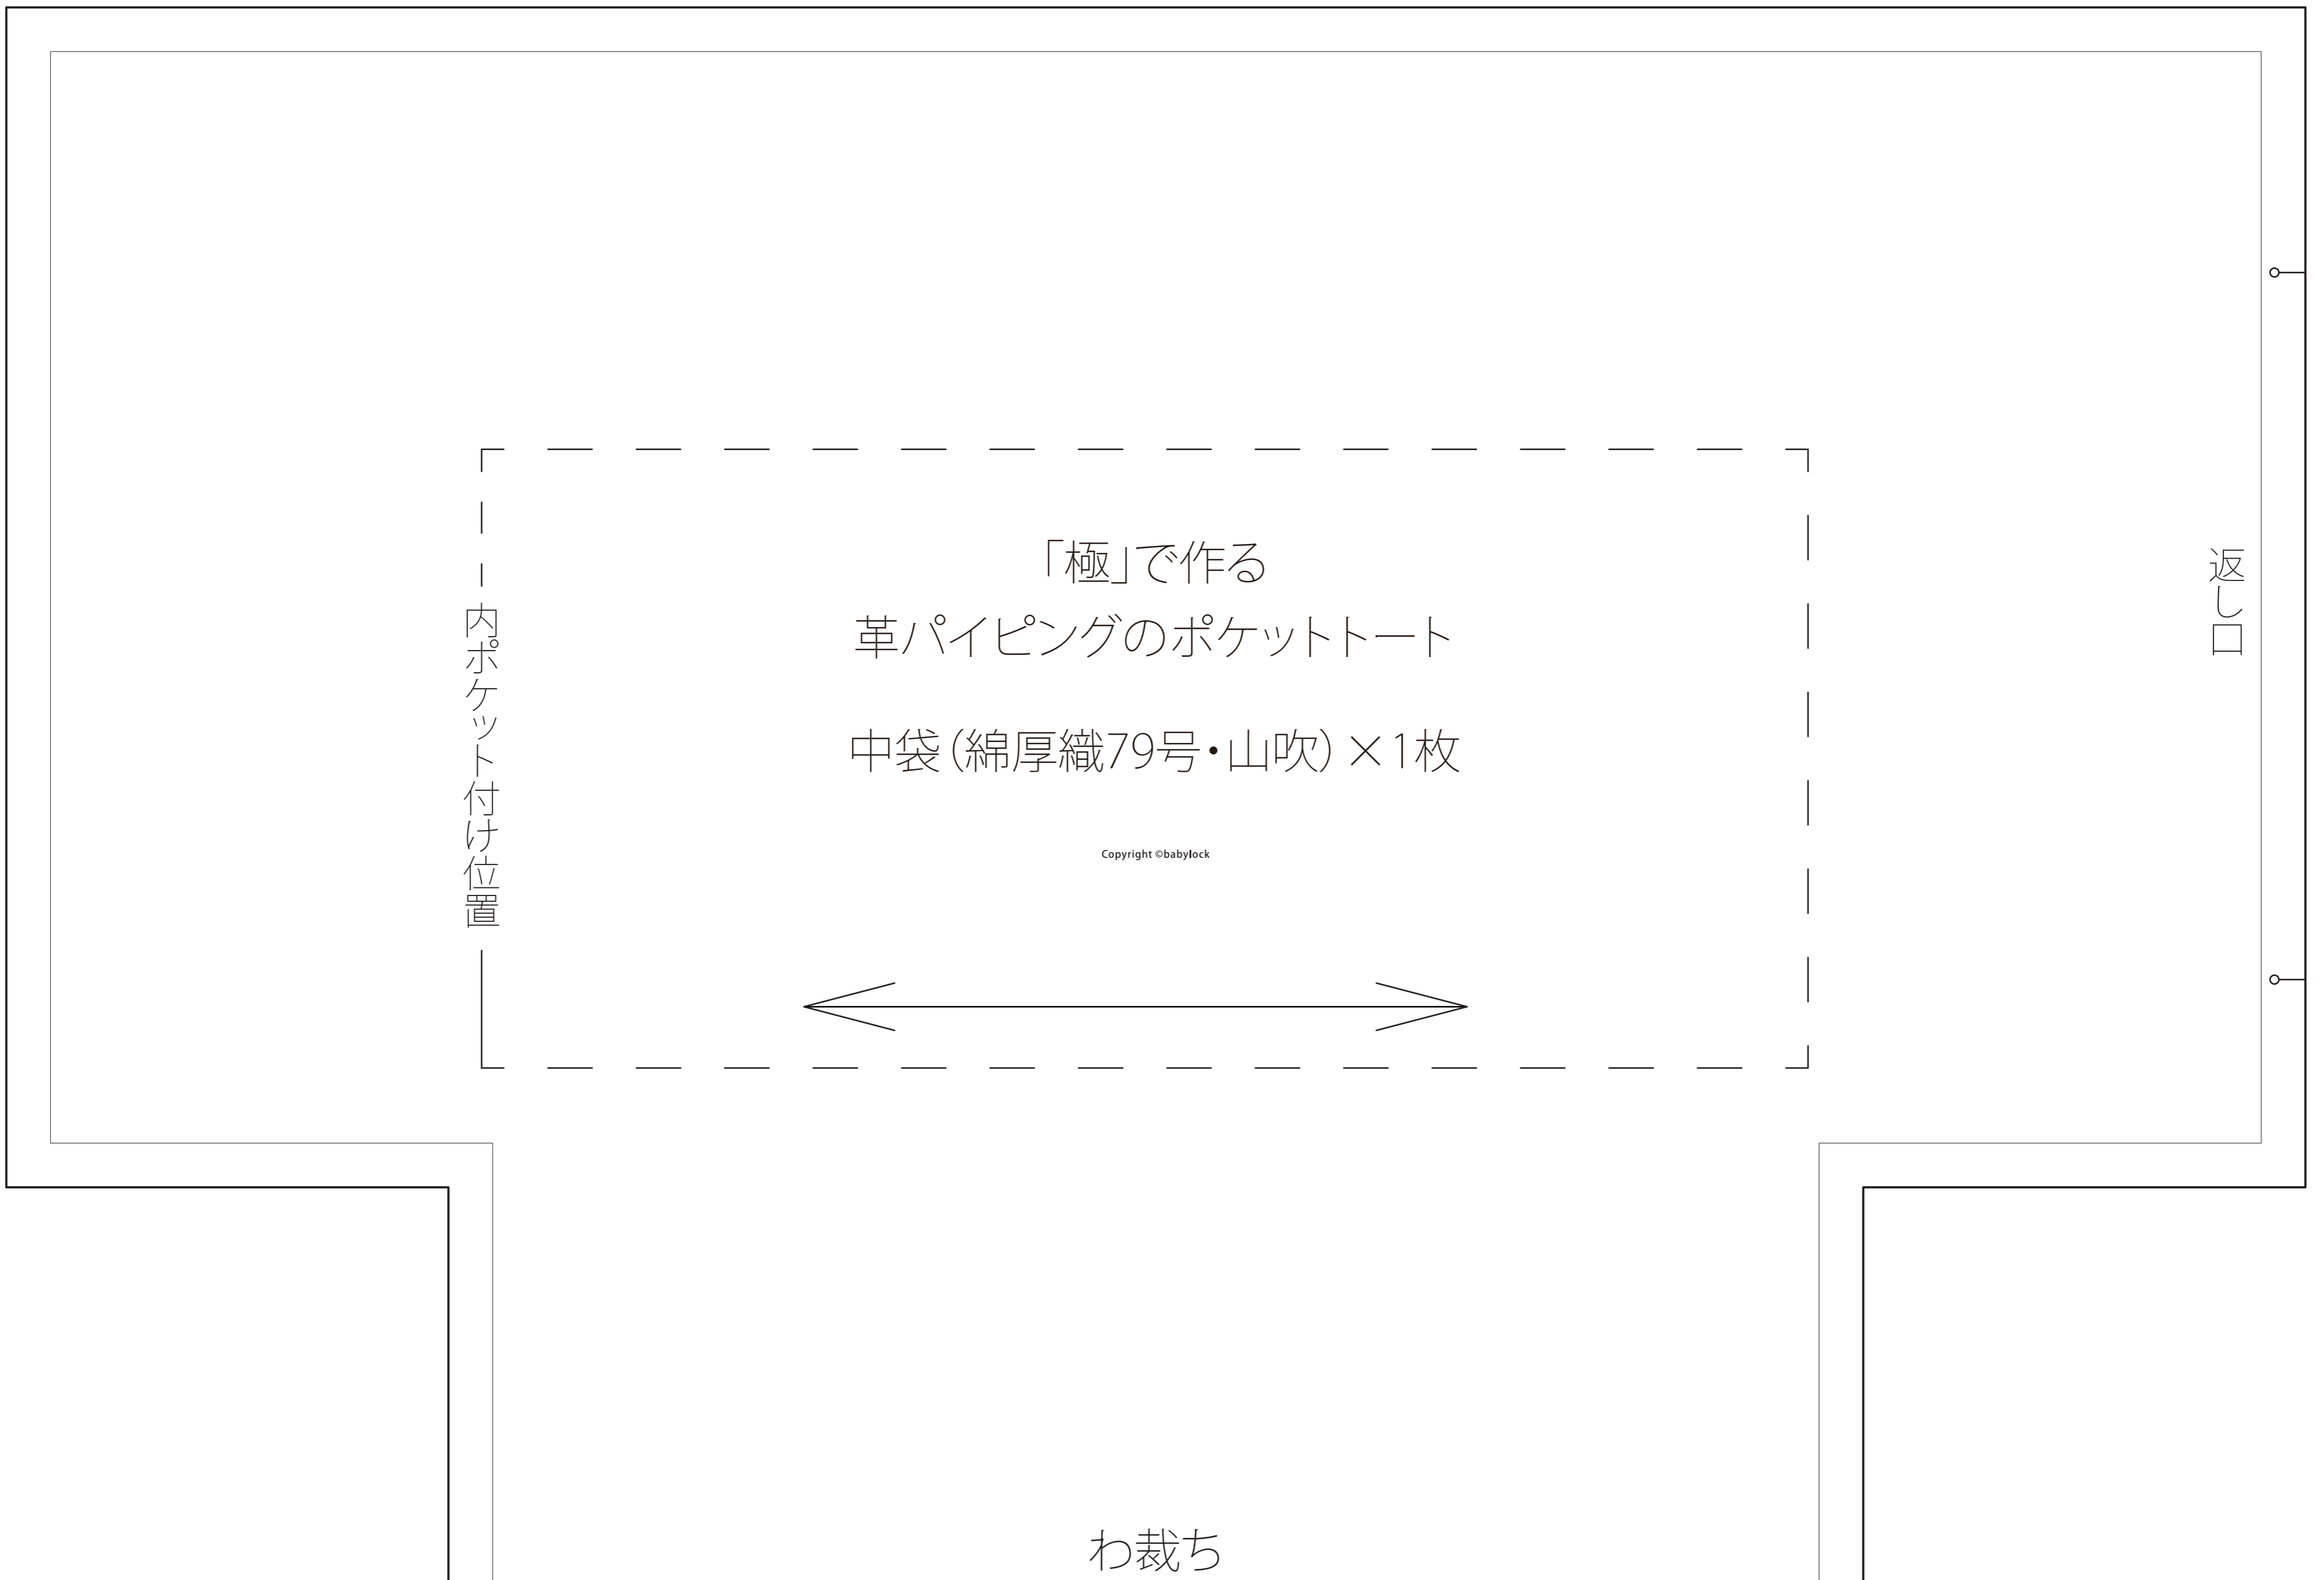 「極」で作る
革パイピングのポケットトート
中袋（綿厚織79号・山吹）×1枚
Copyright ©babylock
内ポケット付け位置
返し口
わ裁ち